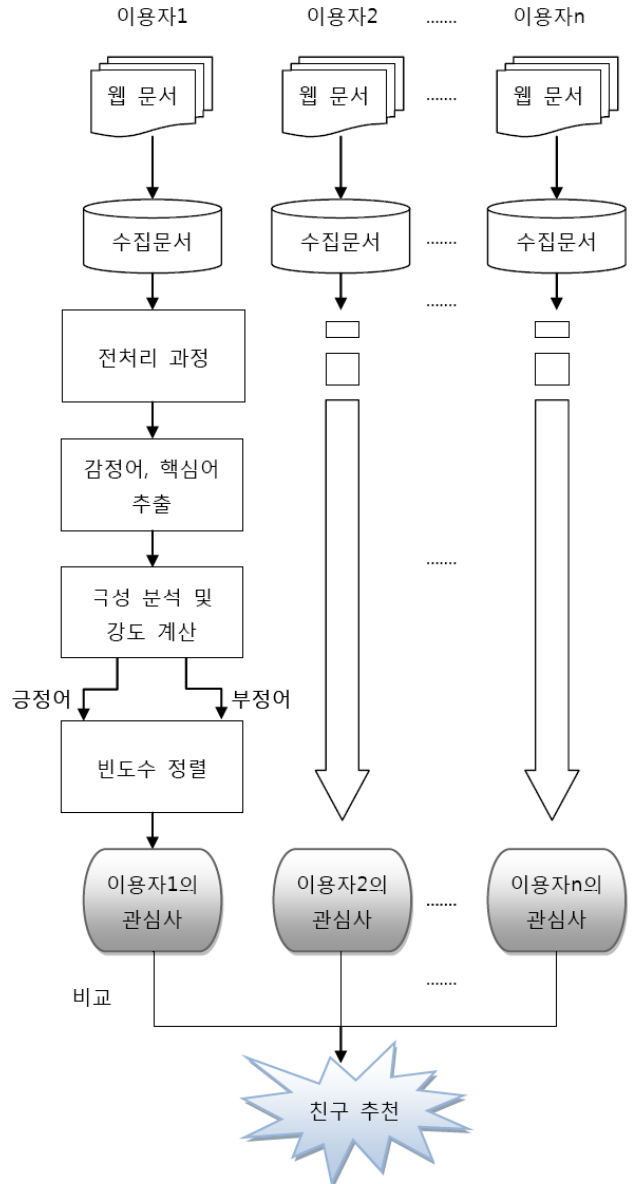 이용자1 이용자2 ....... 이용자n
웹 문서 웹 문서 ....... 웹 문서
수집문서 수집문서 ....... 수집문서
.......
전처리 과정
감정어, 핵심어
추출
.......
극성 분석 및
강도 계산
긍정어 부정어
빈도수 정렬
이용자1의 이용자2의 ....... 이용자n의
관심사 관심사 관심사
.......
비교
친구 추천